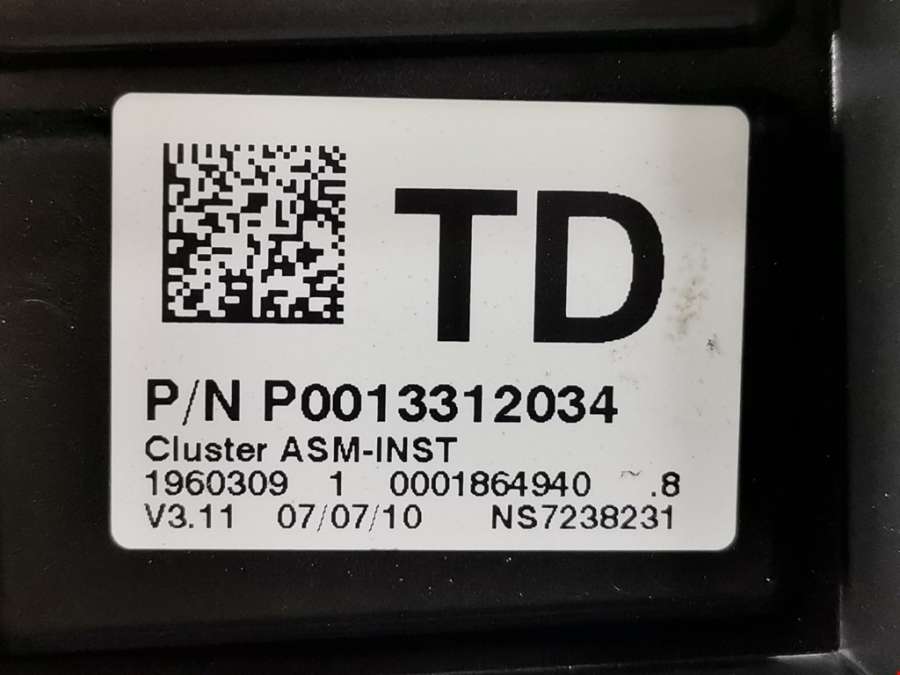 TD
P/N P0013312034
Cluster ASM-INST
1960309 1 0001864940 .8
V3.11 07/07/10 NS7238231